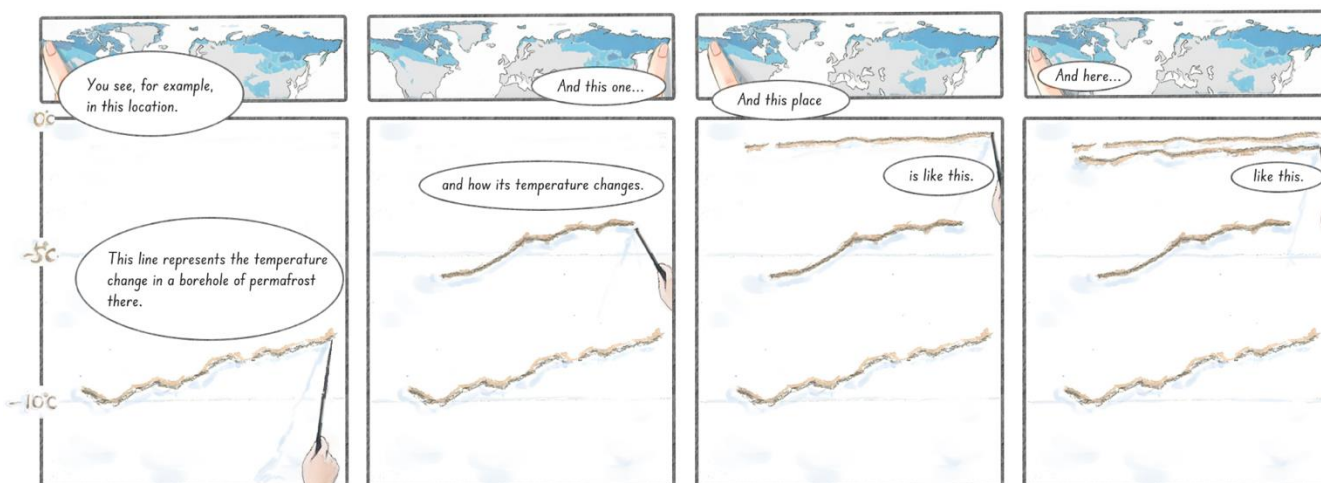 You see, for example,
in this location.
0°C
This line represents the temperature
change in a borehole of permafrost
there.
-5°C
-10°C
And this one...
and how its temperature changes.
And this place
is like this.
And here...
like this.